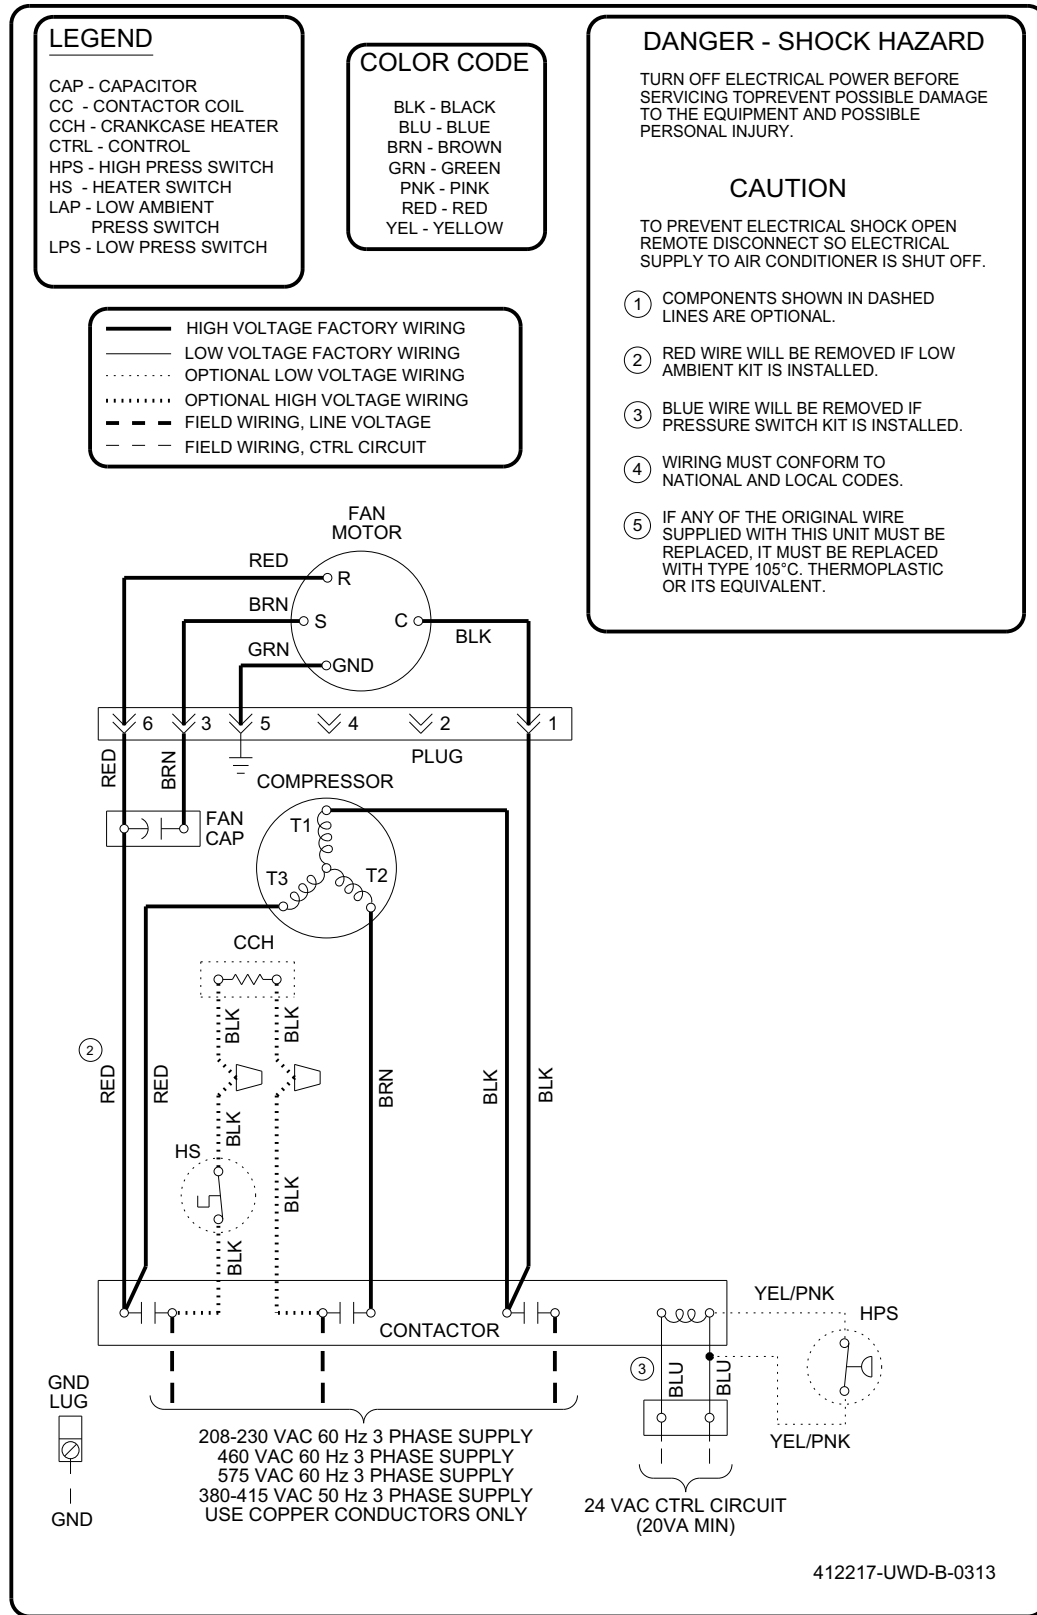 LEGEND
CAP - CAPACITOR
CC - CONTACTOR COIL
CCH - CRANKCASE HEATER
CTRL - CONTROL
HPS - HIGH PRESS SWITCH
HS - HEATER SWITCH
LAP - LOW AMBIENT
PRESS SWITCH
LPS - LOW PRESS SWITCH
COLOR CODE
BLK - BLACK
BLU - BLUE
BRN - BROWN
GRN - GREEN
PNK - PINK
RED - RED
YEL - YELLOW
DANGER - SHOCK HAZARD
TURN OFF ELECTRICAL POWER BEFORE
SERVICING TOPREVENT POSSIBLE DAMAGE
TO THE EQUIPMENT AND POSSIBLE
PERSONAL INJURY.
CAUTION
TO PREVENT ELECTRICAL SHOCK OPEN
REMOTE DISCONNECT SO ELECTRICAL
SUPPLY TO AIR CONDITIONER IS SHUT OFF.
1 COMPONENTS SHOWN IN DASHED
LINES ARE OPTIONAL.
2 RED WIRE WILL BE REMOVED IF LOW
AMBIENT KIT IS INSTALLED.
3 BLUE WIRE WILL BE REMOVED IF
PRESSURE SWITCH KIT IS INSTALLED.
4 WIRING MUST CONFORM TO
NATIONAL AND LOCAL CODES.
5 IF ANY OF THE ORIGINAL WIRE
SUPPLIED WITH THIS UNIT MUST BE
REPLACED, IT MUST BE REPLACED
WITH TYPE 105°C. THERMOPLASTIC
OR ITS EQUIVALENT.
HIGH VOLTAGE FACTORY WIRING
LOW VOLTAGE FACTORY WIRING
OPTIONAL LOW VOLTAGE WIRING
OPTIONAL HIGH VOLTAGE WIRING
FIELD WIRING, LINE VOLTAGE
FIELD WIRING, CTRL CIRCUIT
FAN
MOTOR
RED
R
BRN
S
C
BLK
GRN
GND
6 3 5 4 2 1
RED
BRN
PLUG
COMPRESSOR
FAN
CAP
T1
T3
T2
CCH
BLK
BLK
2
RED
RED
BRN
BLK
BLK
BLK
HS
BLK
BLK
CONTACTOR
YEL/PNK
HPS
3
BLU
BLU
YEL/PNK
GND
LUG
GND
208-230 VAC 60 Hz 3 PHASE SUPPLY
460 VAC 60 Hz 3 PHASE SUPPLY
575 VAC 60 Hz 3 PHASE SUPPLY
380-415 VAC 50 Hz 3 PHASE SUPPLY
USE COPPER CONDUCTORS ONLY
24 VAC CTRL CIRCUIT
(20VA MIN)
412217-UWD-B-0313